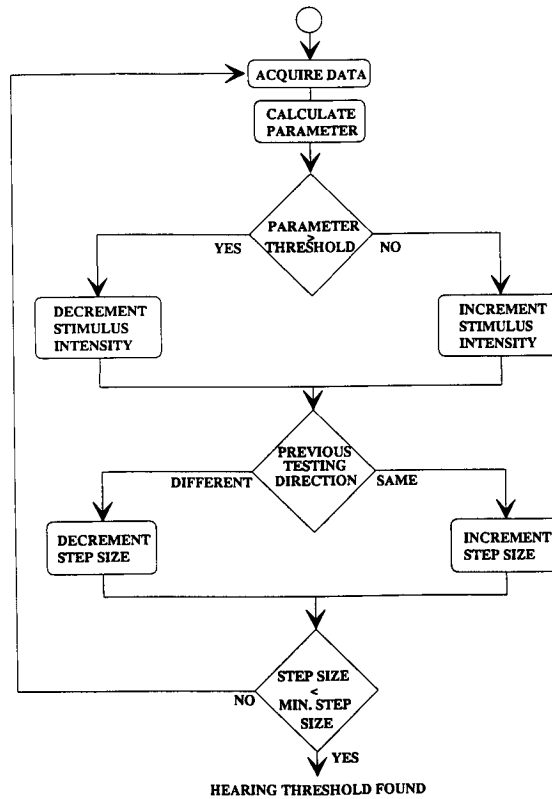 ACQUIRE DATA
CALCULATE
PARAMETER
PARAMETER
>
THRESHOLD
YES
NO
DECREMENT
STIMULUS
INTENSITY
INCREMENT
STIMULUS
INTENSITY
PREVIOUS
TESTING
DIRECTION
DIFFERENT
SAME
DECREMENT
STEP SIZE
INCREMENT
STEP SIZE
STEP SIZE
<
MIN. STEP
SIZE
NO
YES
HEARING THRESHOLD FOUND